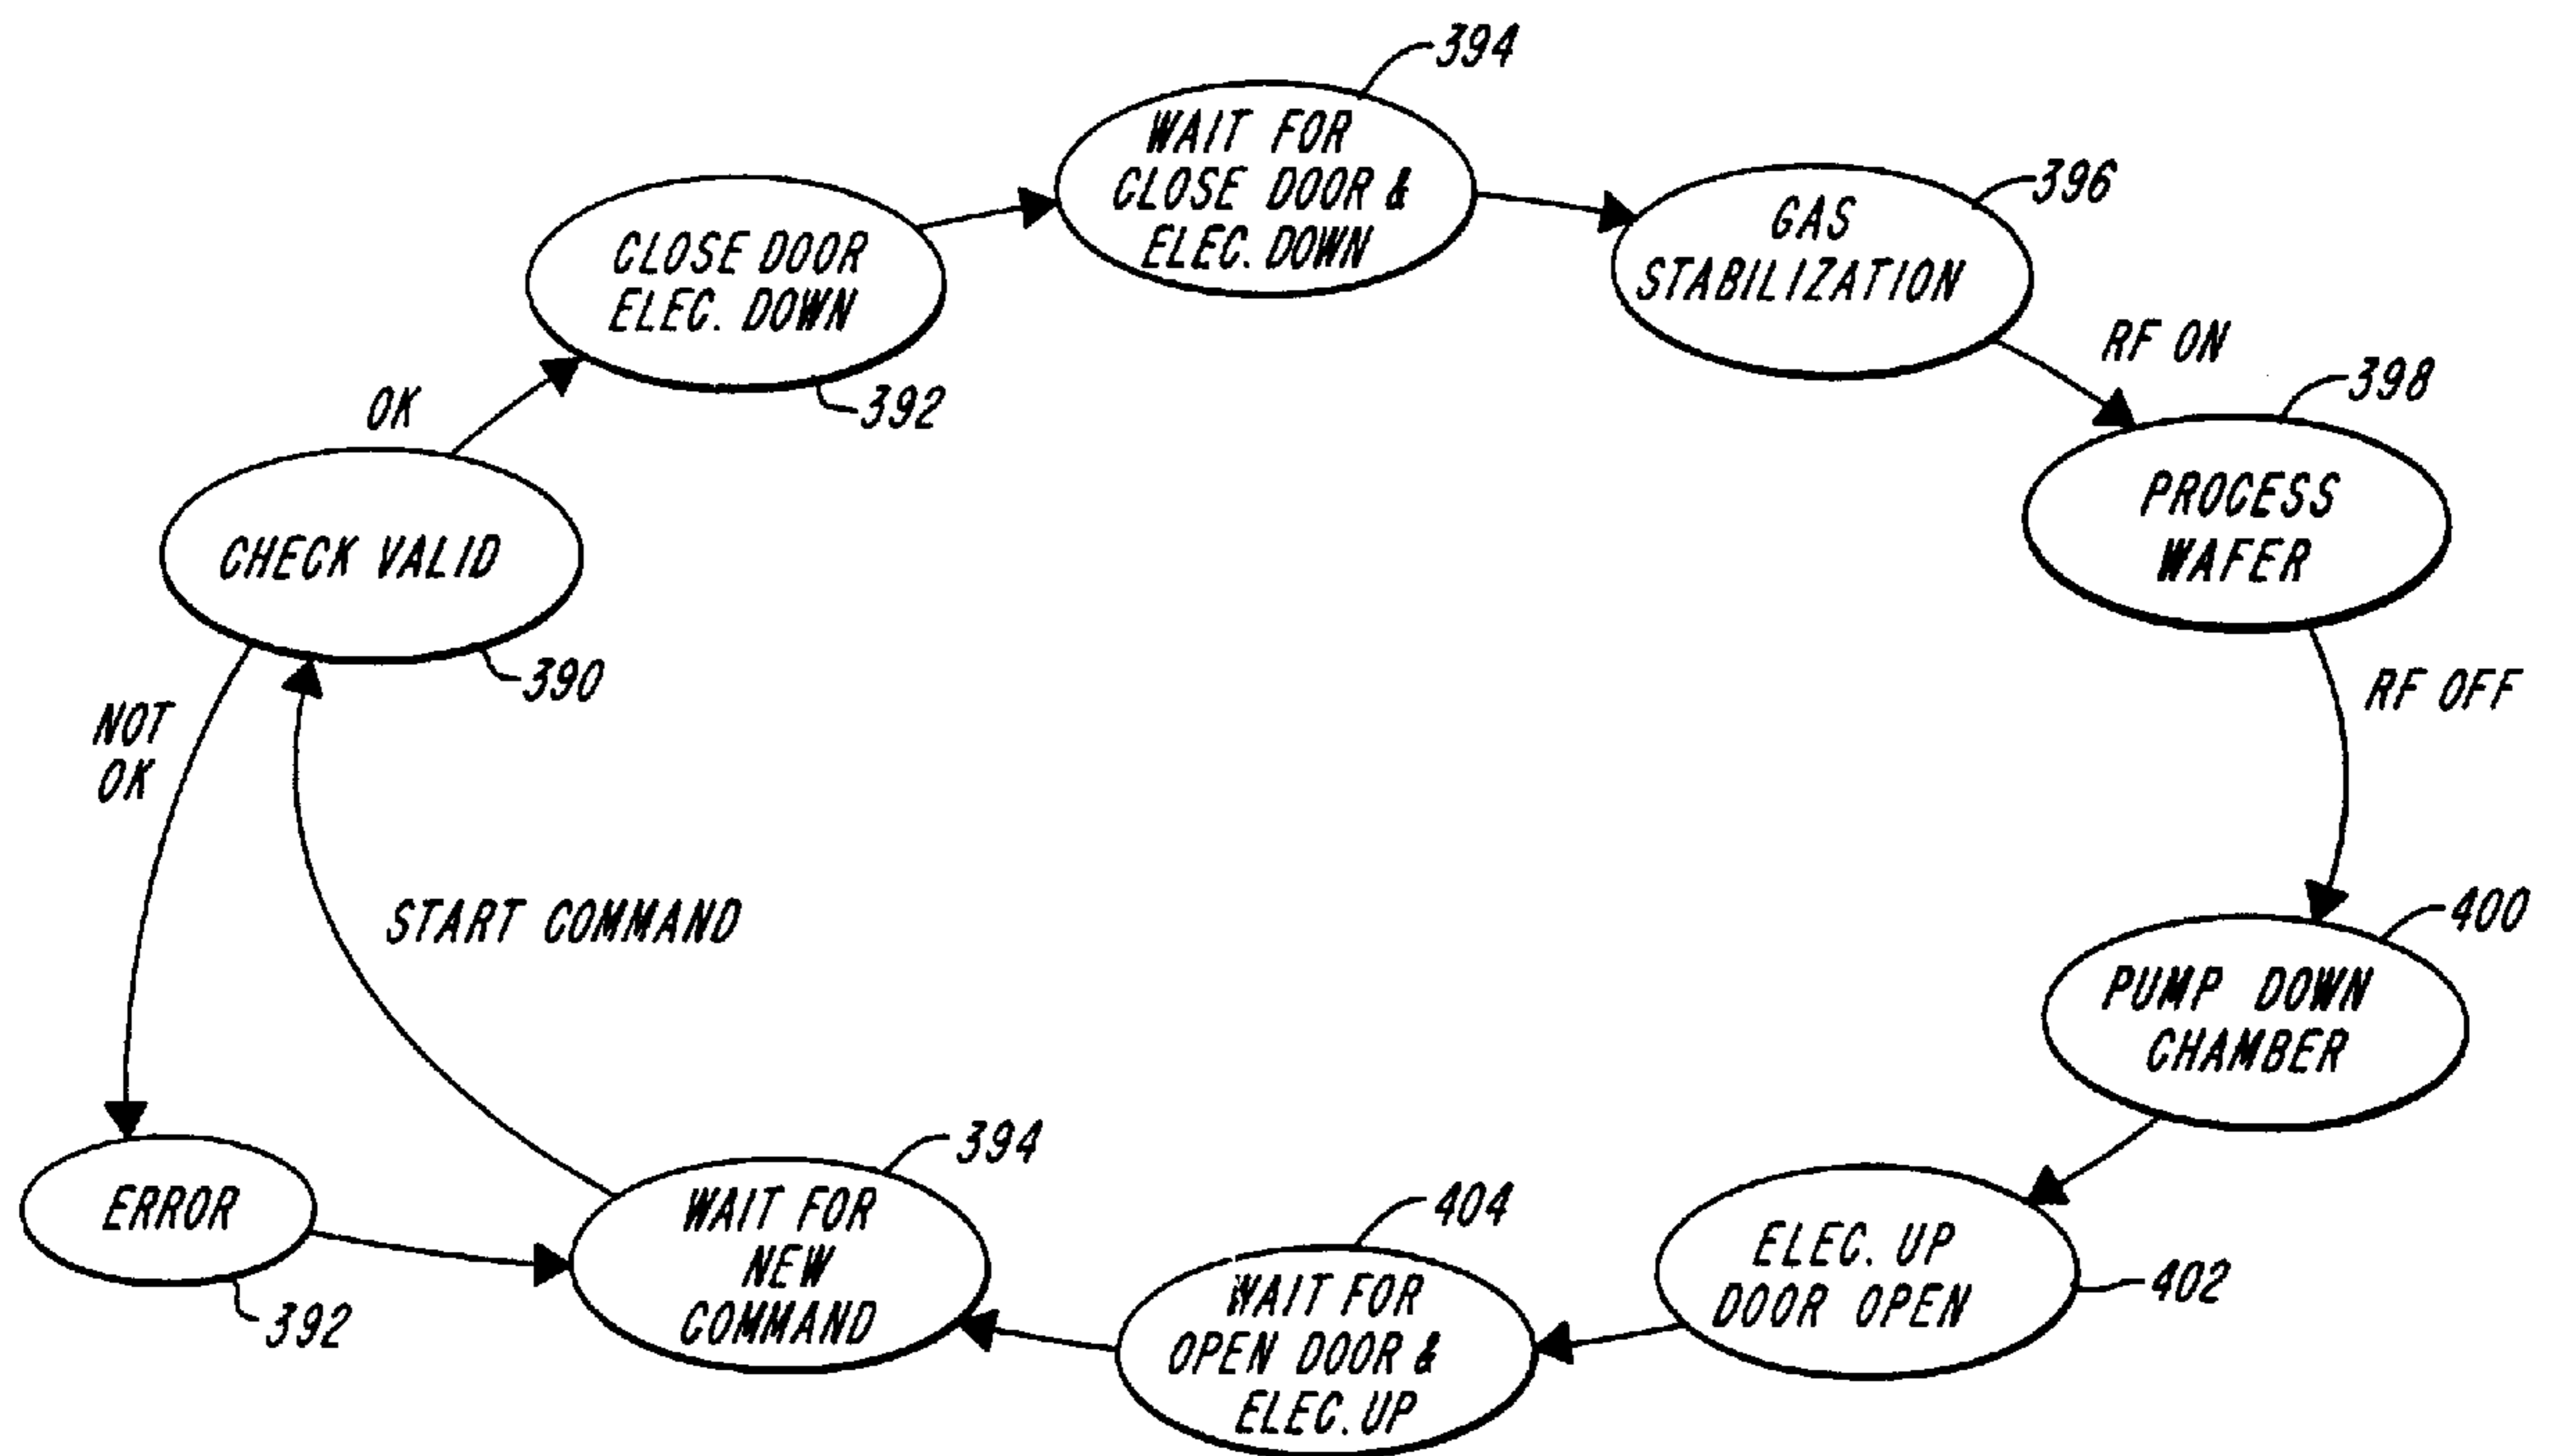 394
WAIT FOR
CLOSE DOOR &
ELEC. DOWN
396
GAS
STABILIZATION
CLOSE DOOR
ELEC. DOWN
392
RF ON
398
OK
PROCESS
WAFER
CHECK VALID
390
NOT
OK
RF OFF
START COMMAND
400
PUMP DOWN
CHAMBER
ERROR
392
394
WAIT FOR
NEW
COMMAND
404
WAIT FOR
OPEN DOOR &
ELEC. UP
ELEC. UP
DOOR OPEN
402